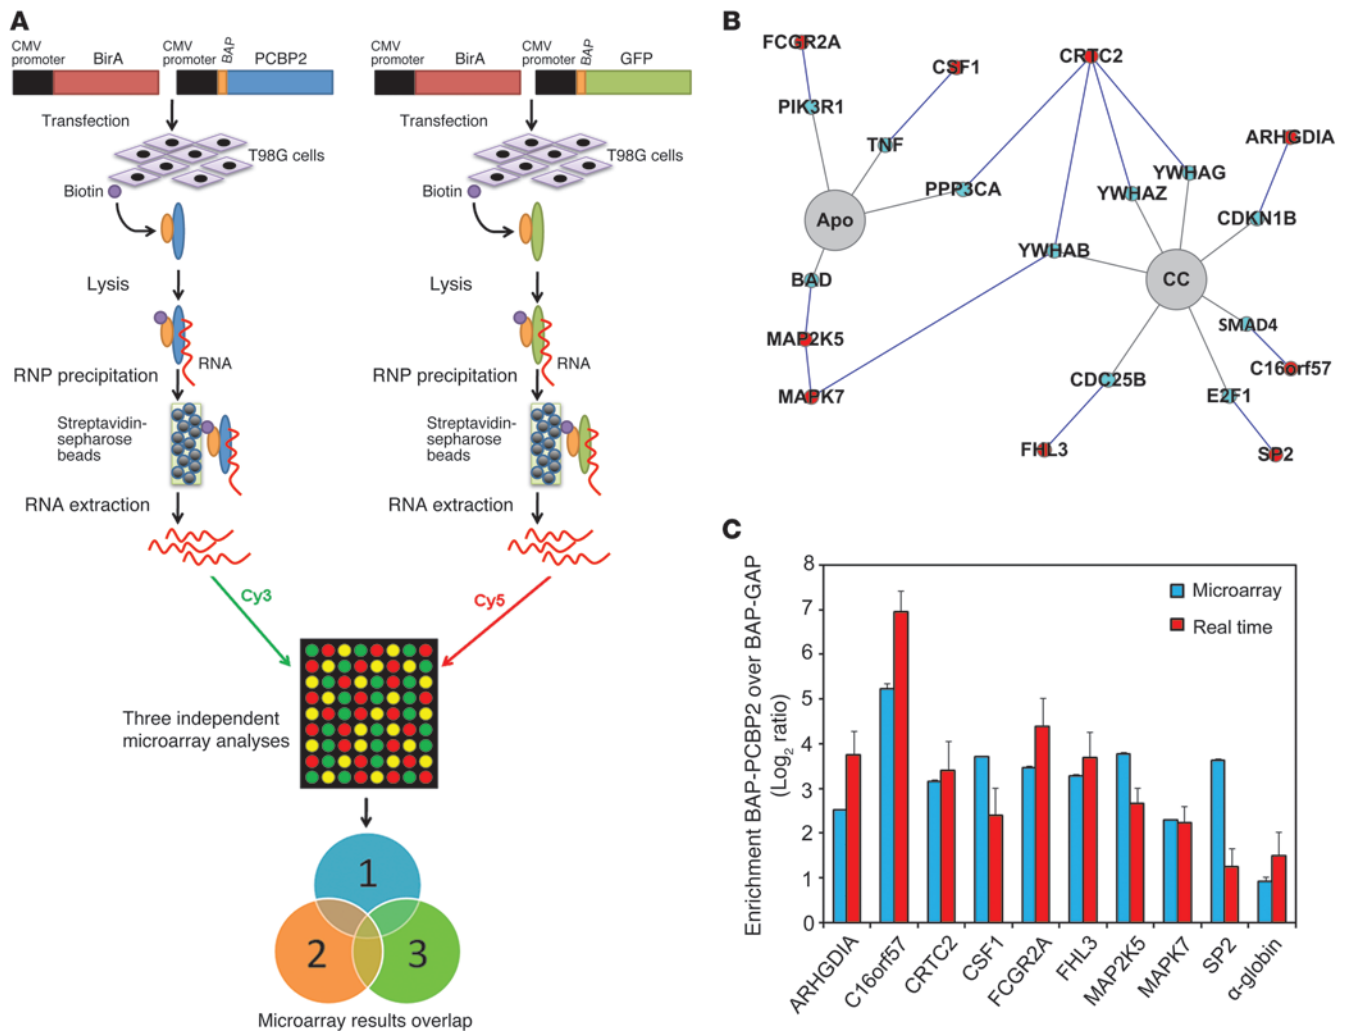 A
CMV promoter
BirA
CMV promoter
BAP
PCBP2
CMV promoter
BirA
CMV promoter
BAP
GFP
Transfection
T98G cells
Biotin
Transfection
T98G cells
Biotin
Lysis
Lysis
RNA
RNP precipitation
RNA
RNP precipitation
Streptavidin-
sepharose
beads
Streptavidin-
sepharose
beads
RNA extraction
RNA extraction
Cy3
Cy5
Three independent
microarray analyses
1
2
3
Microarray results overlap
B
FCGR2A
CSF1
CRTC2
PIK3R1
TNF
ARHGDIA
PPP3CA
YWHAG
YWHAZ
CDKN1B
Apo
YWHAB
BAD
CC
MAP2K5
SMAD4
C16orf57
MAPK7
CDC25B
E2F1
FHL3
SP2
C
Enrichment BAP-PCBP2 over BAP-GAP
(Log2 ratio)
8
7
6
5
4
3
2
1
0
Microarray
Real time
ARHGDIA
C16orf57
CRTC2
CSF1
FCGR2A
FHL3
MAP2K5
MAPK7
SP2
α-globin